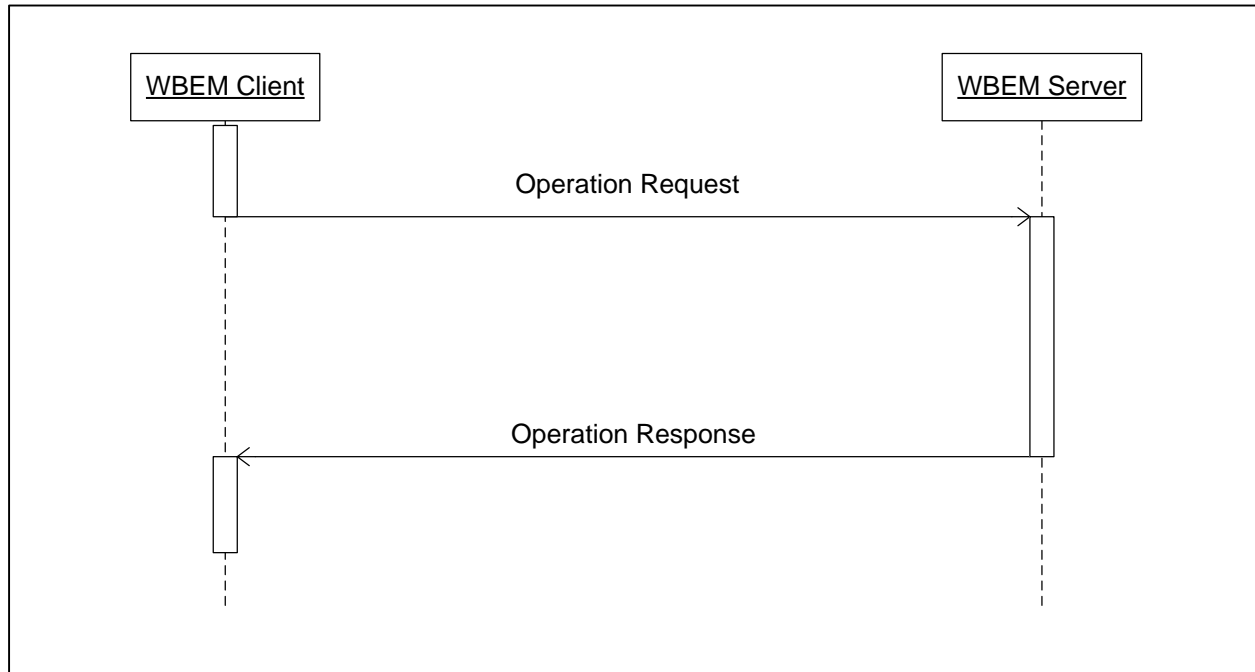 WBEM Client
WBEM Server
Operation Request
Operation Response